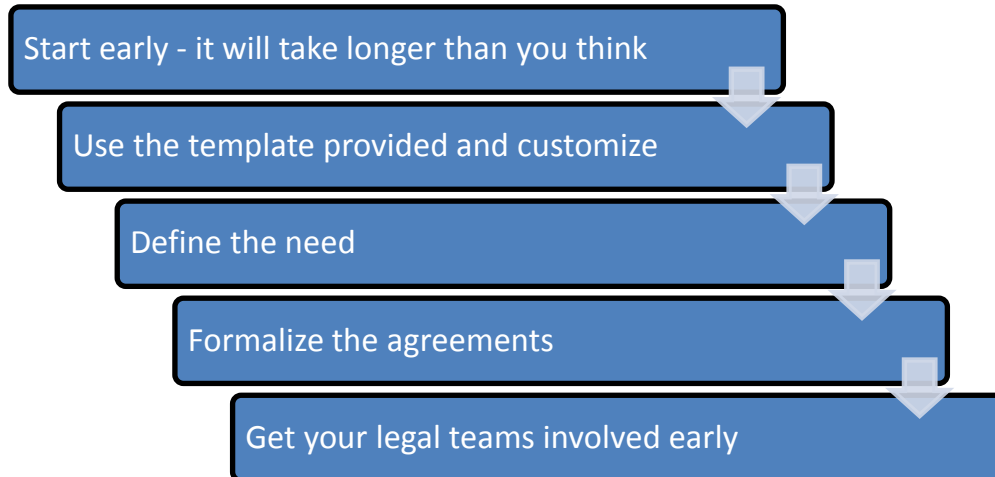 Start early - it will take longer than you think
Use the template provided and customize
Define the need
Formalize the agreements
Get your legal teams involved early